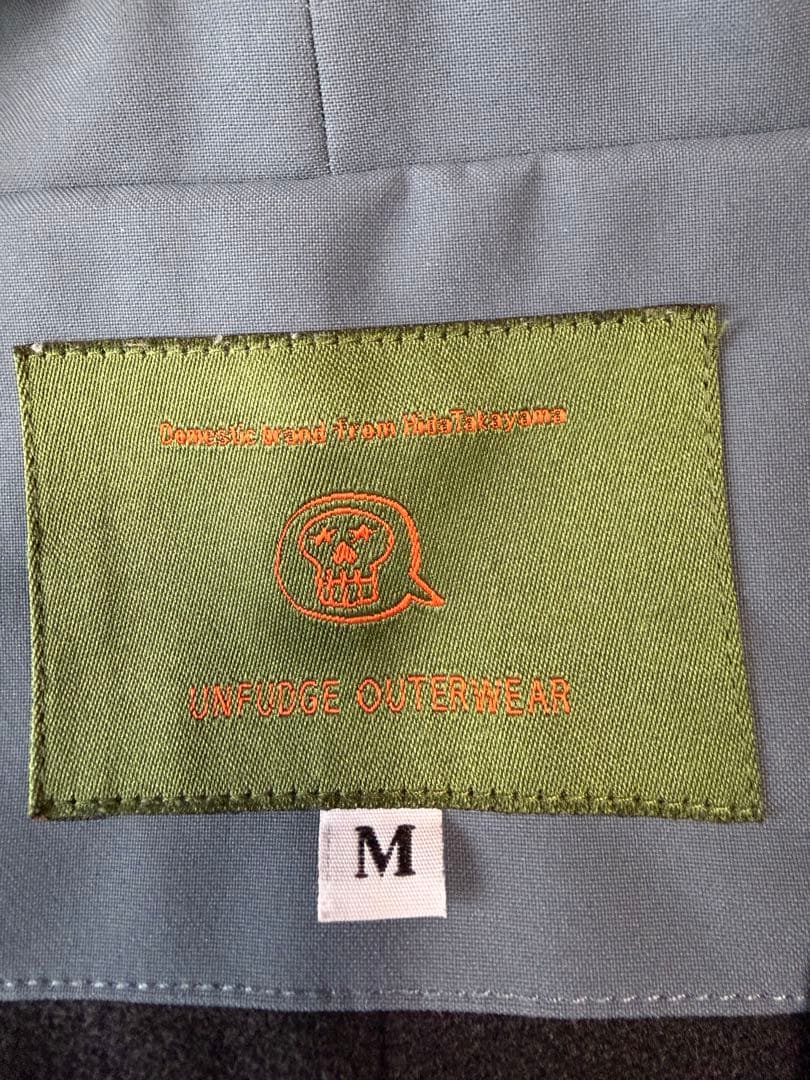 Domestic brand from HidaTakayama
UNFUDGE OUTERWEAR
M